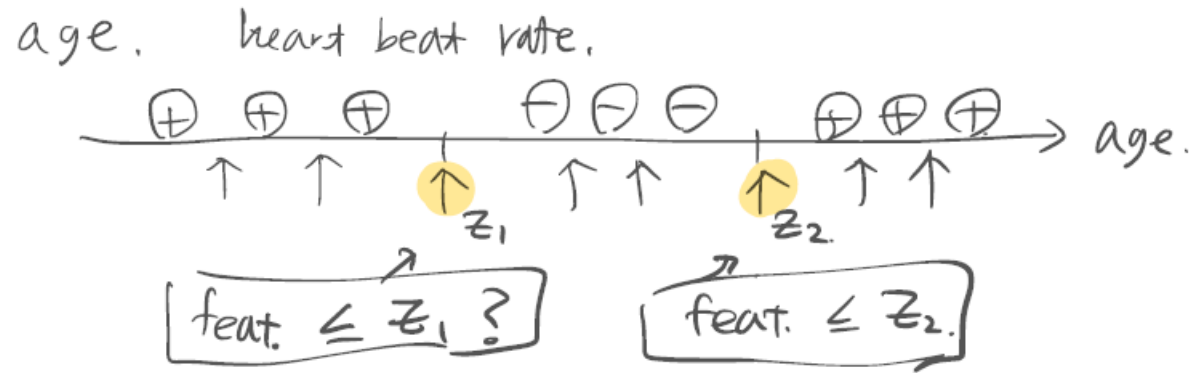 age. heart beat rate.
⊕ ⊕ ⊕ ⊖ ⊖ ⊖ ⊕ ⊕ ⊕
age.
z₁ z₂.
feat. ≤ z₁ ? feat. ≤ z₂.